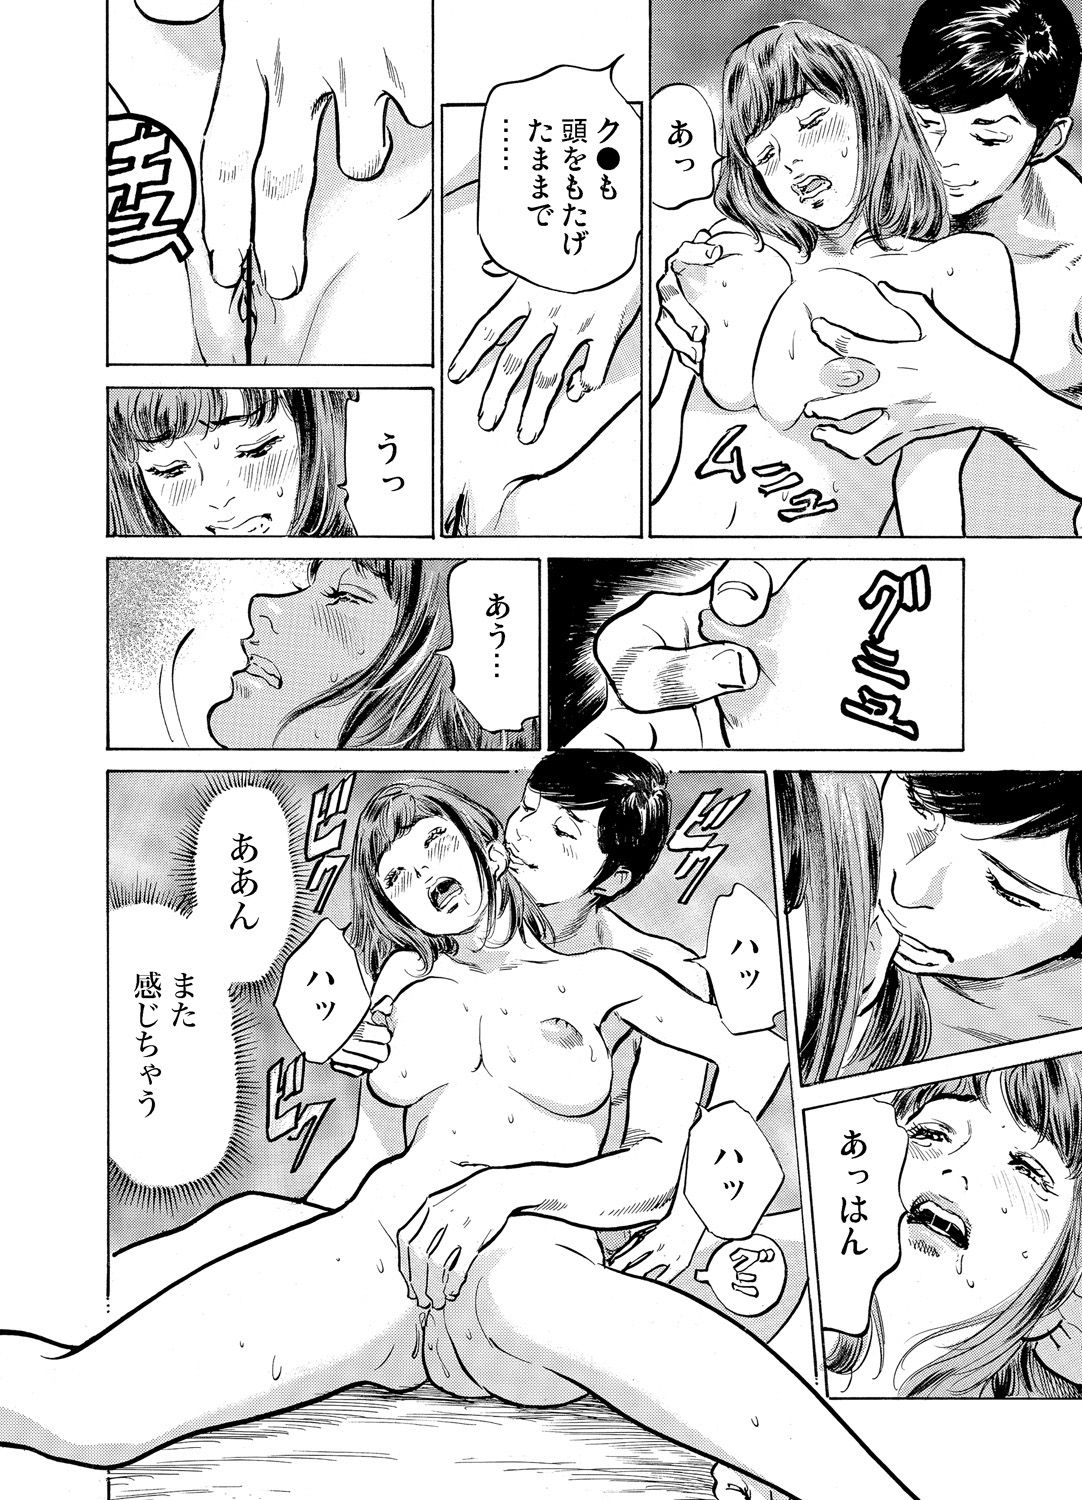 あっ
ムニュ
ク●も
頭をもたげ
たままで
……
うっ
グニュ
あう…
あっはん
ハッ
ビク
ビク
ハッ
ハッ
グニ
ビク
ああん
また
感じちゃう